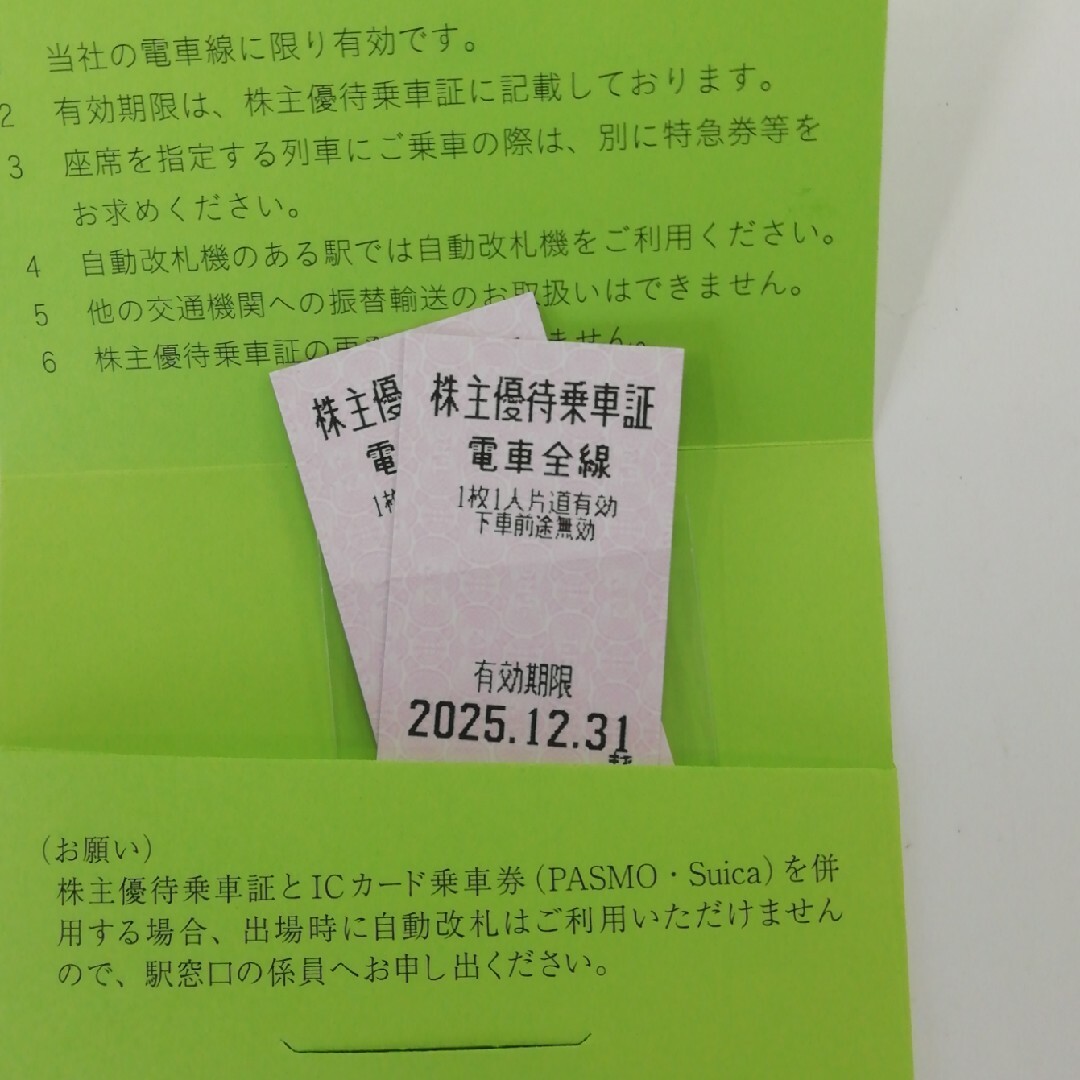 当社の電車線に限り有効です。
2 有効期限は、株主優待乗車証に記載しております。
3 座席を指定する列車にご乗車の際は、別に特急券等を
お求めください。
4 自動改札機のある駅では自動改札機をご利用ください。
5 他の交通機関への振替輸送のお取扱いはできません。
6 株主優待乗車証の再 ません。
株主優
電
1枚
株主優待乗車証
電車全線
1枚1人片道有効
下車前途無効
有効期限
2025.12.31
(お願い)
株主優待乗車証とICカード乗車券(PASMO・Suica)を併
用する場合、出場時に自動改札はご利用いただけません
ので、駅窓口の係員へお申し出ください。